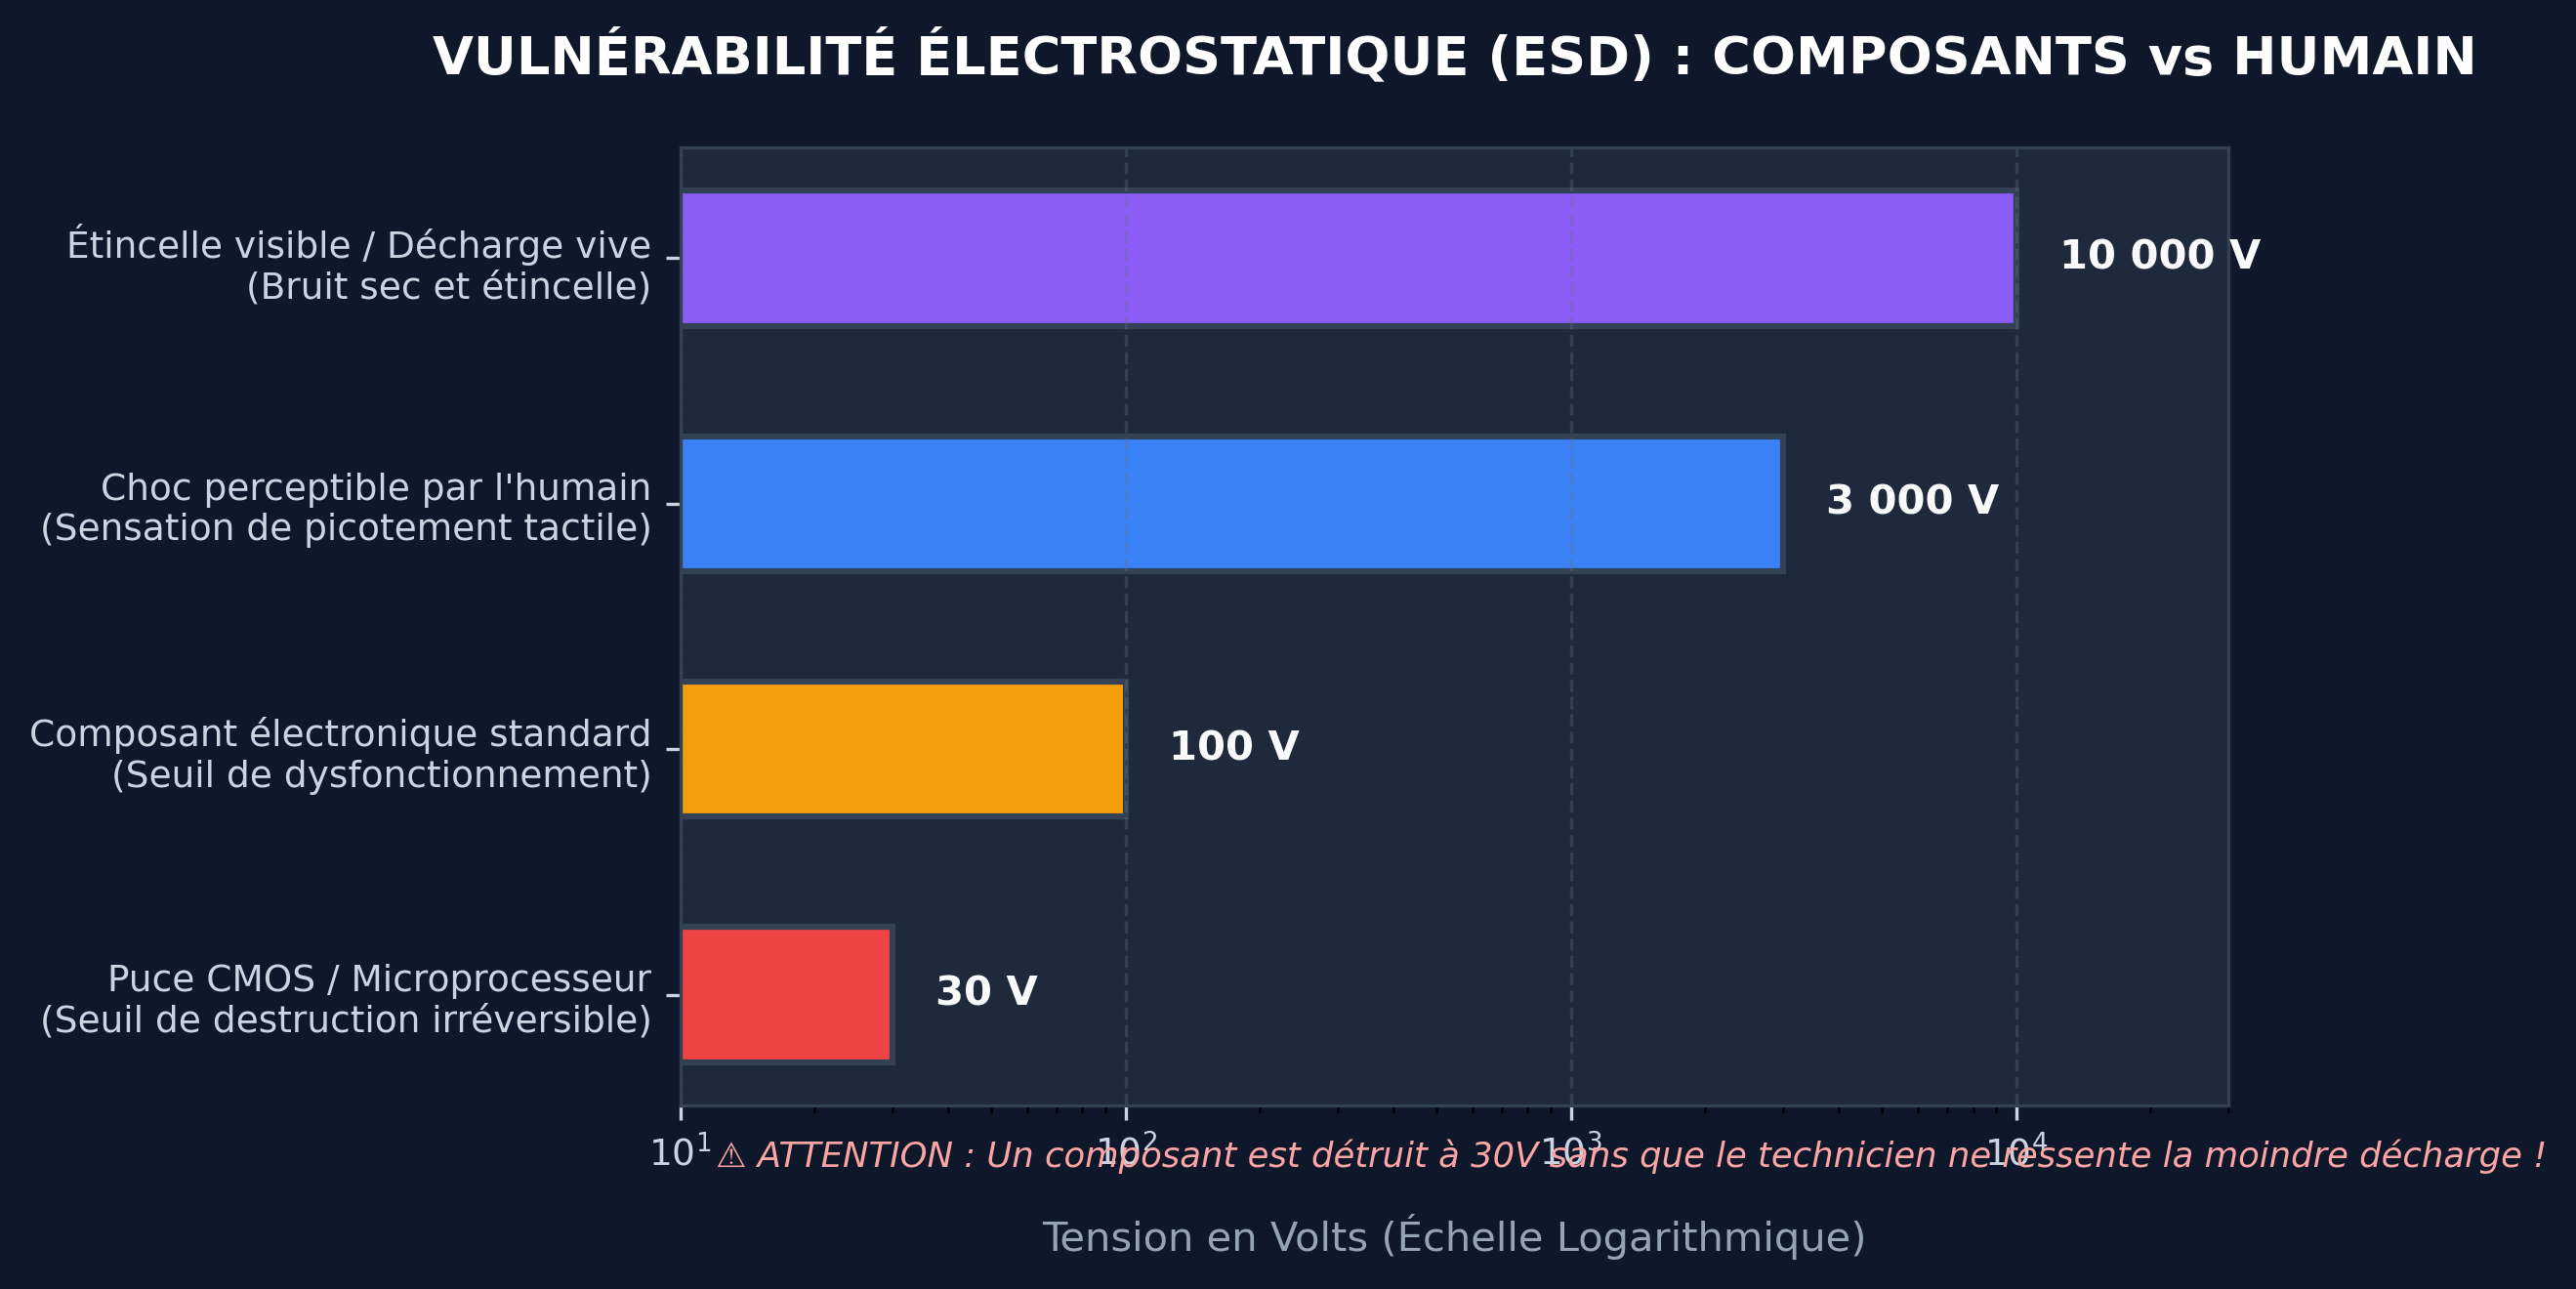 VULNÉRABILITÉ ÉLECTROSTATIQUE (ESD) : COMPOSANTS vs HUMAIN
Étincelle visible / Décharge vive
(Bruit sec et étincelle)
10 000 V
Choc perceptible par l'humain
(Sensation de picotement tactile)
3 000 V
Composant électronique standard
(Seuil de dysfonctionnement)
100 V
Puce CMOS / Microprocesseur
(Seuil de destruction irréversible)
30 V
10¹ 10² 10³ 10⁴
⚠ ATTENTION : Un composant est détruit à 30V sans que le technicien ne ressente la moindre décharge !
Tension en Volts (Échelle Logarithmique)